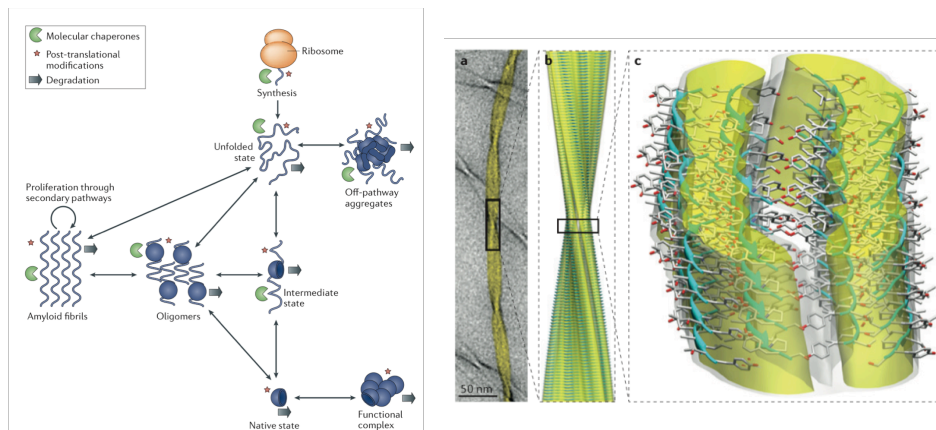 Molecular chaperones
Post-translational
modifications
Degradation
Ribosome
Synthesis
Unfolded
state
Off-pathway
aggregates
Proliferation through
secondary pathways
Amyloid fibrils
Oligomers
Intermediate
state
Native state
Functional
complex
a
b
c
50 nm